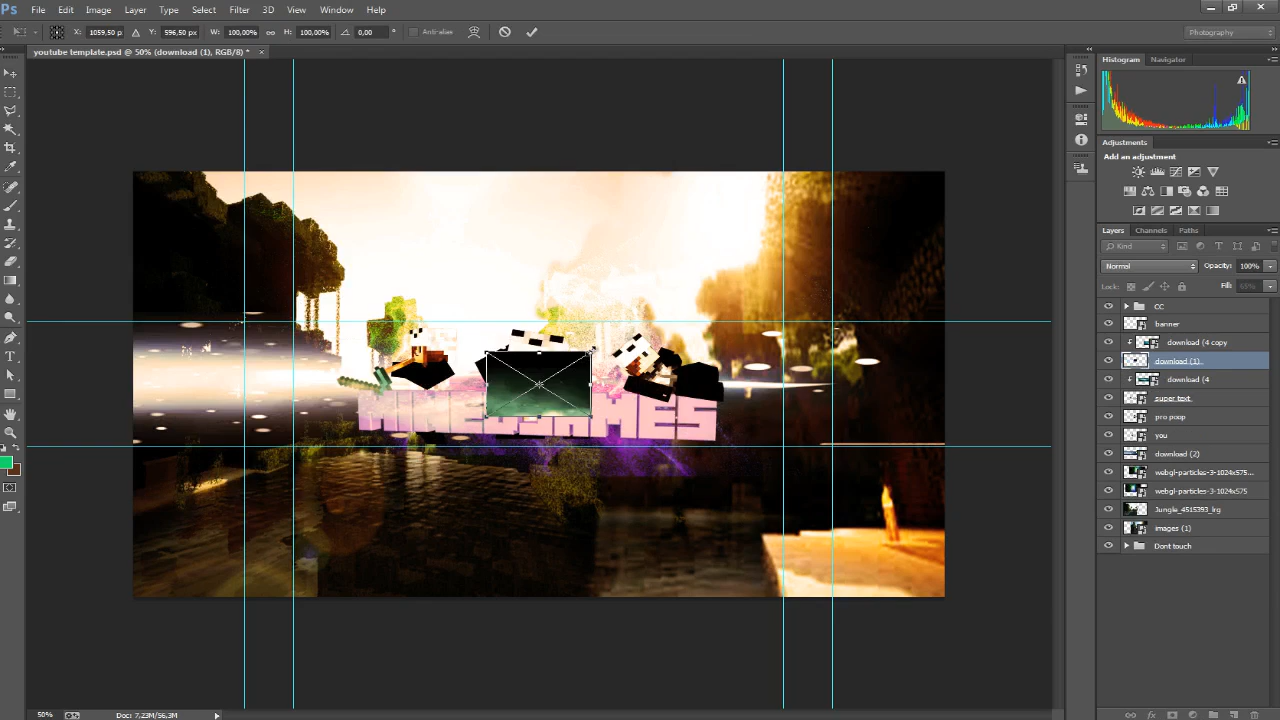 Ps File Edit Image Layer Type Select Filter 3D View Window Help
X: 1059,50 p: Y: 596,50 px W: 100,00% H: 100,00% 0,00 ° Anti-alias Photography
youtube template.psd @ 50% (download (1), RGB/8) * ×
Histogram Navigator
Adjustments
Add an adjustment
Layers Channels Paths
Kind
Normal Opacity: 100%
Lock: Fill: 65%
CC
banner
download (4 copy
download (1)
download (4
super text
pro poop
you
download (2)
webgl-particles-3-1024x575...
webgl-particles-3-1024x575
Jungle_4515393_lrg
images (1)
Dont touch
50% Doc: 7,23M/56,3M